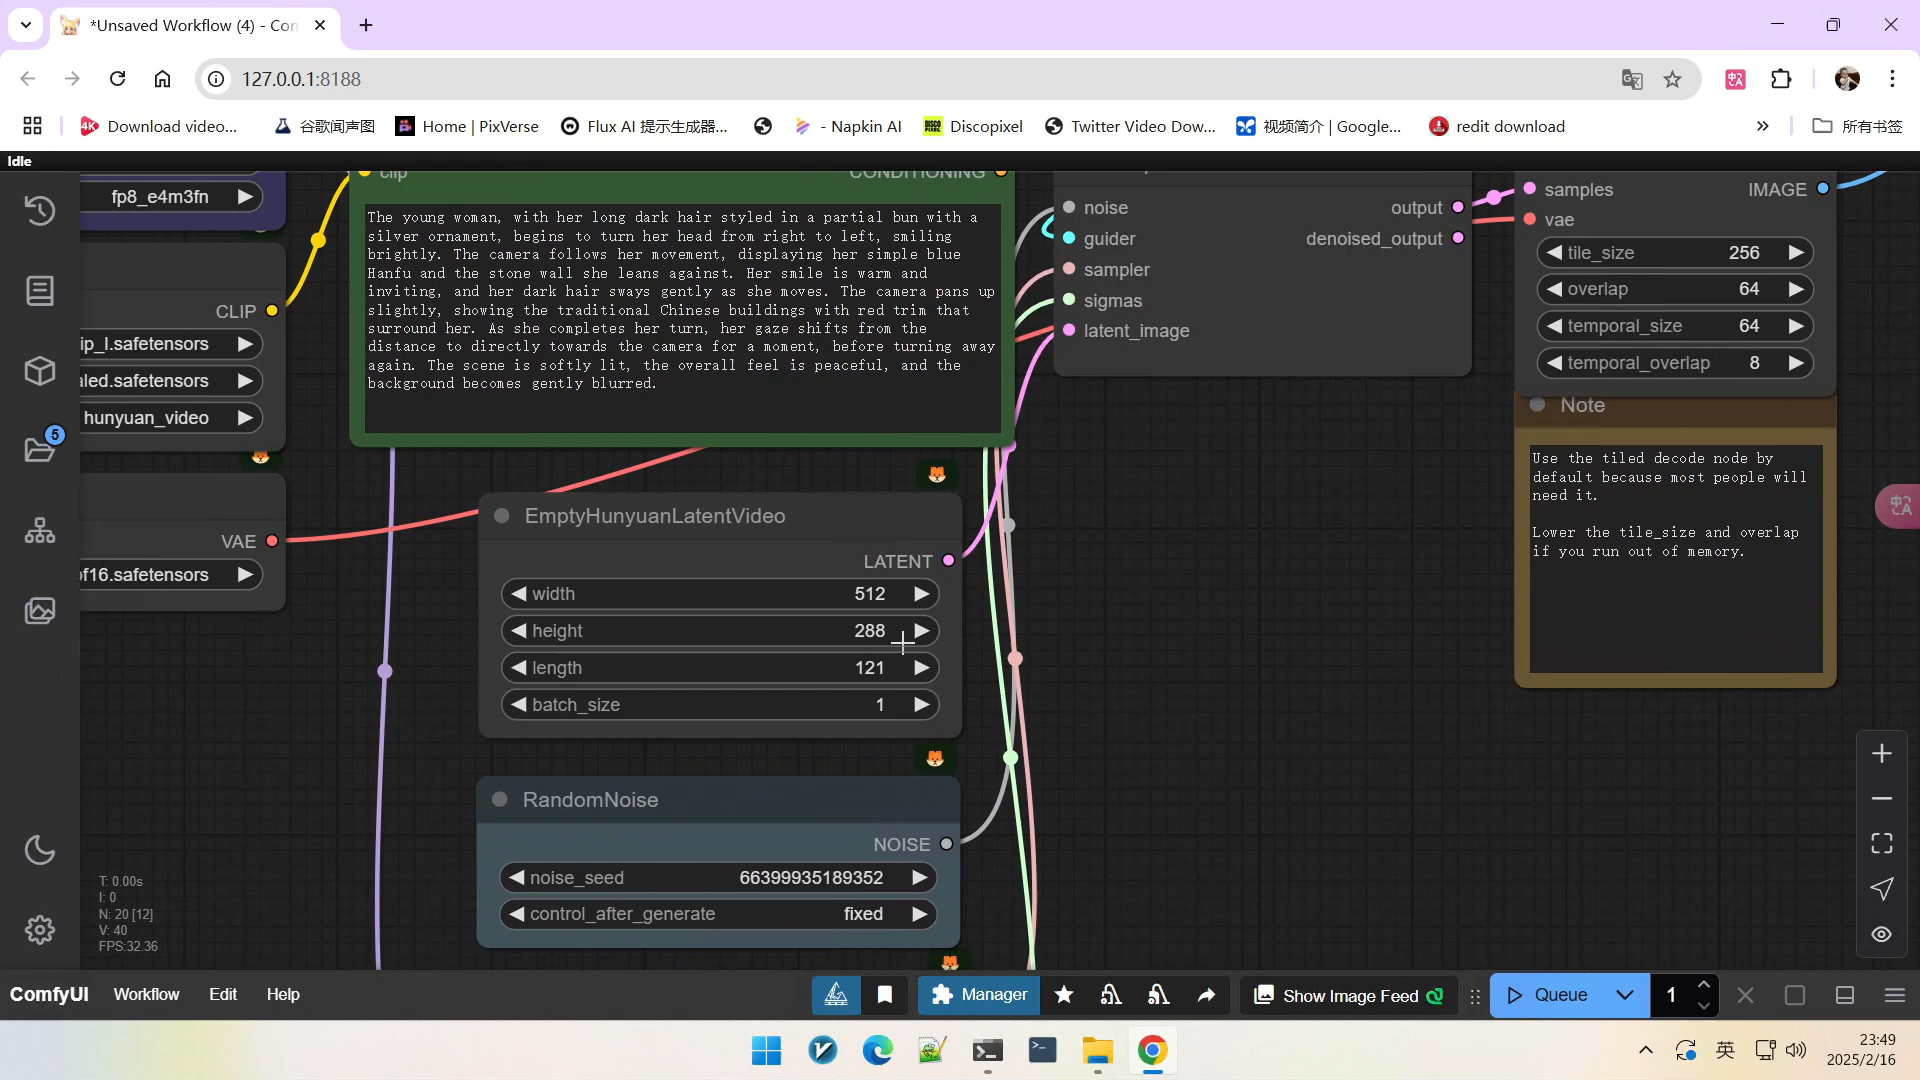 *Unsaved Workflow (4) - Con
127.0.0.1:8188
Download video...
谷歌闻声图
Home | PixVerse
Flux AI 提示生成器...
- Napkin AI
Discopixel
Twitter Video Dow...
视频简介 | Google...
redit download
所有书签
Idle
fp8_e4m3fn
CLIP
ip_l.safetensors
aled.safetensors
hunyuan_video
VAE
of16.safetensors
clip
CONDITIONING
The young woman, with her long dark hair styled in a partial bun with a
silver ornament, begins to turn her head from right to left, smiling
brightly. The camera follows her movement, displaying her simple blue
Hanfu and the stone wall she leans against. Her smile is warm and
inviting, and her dark hair sways gently as she moves. The camera pans up
slightly, showing the traditional Chinese buildings with red trim that
surround her. As she completes her turn, her gaze shifts from the
distance to directly towards the camera for a moment, before turning away
again. The scene is softly lit, the overall feel is peaceful, and the
background becomes gently blurred.
noise
output
guider
denoised_output
sampler
sigmas
latent_image
samples
IMAGE
vae
tile_size 256
overlap 64
temporal_size 64
temporal_overlap 8
Note
Use the tiled decode node by
default because most people will
need it.
Lower the tile_size and overlap
if you run out of memory.
EmptyHunyuanLatentVideo
LATENT
width 512
height 288
length 121
batch_size 1
RandomNoise
NOISE
noise_seed 66399935189352
control_after_generate fixed
5
T: 0.00s
I: 0
N: 20 [12]
V: 40
FPS:32.36
ComfyUI
Workflow
Edit
Help
Manager
Show Image Feed
Queue
1
英
23:49
2025/2/16